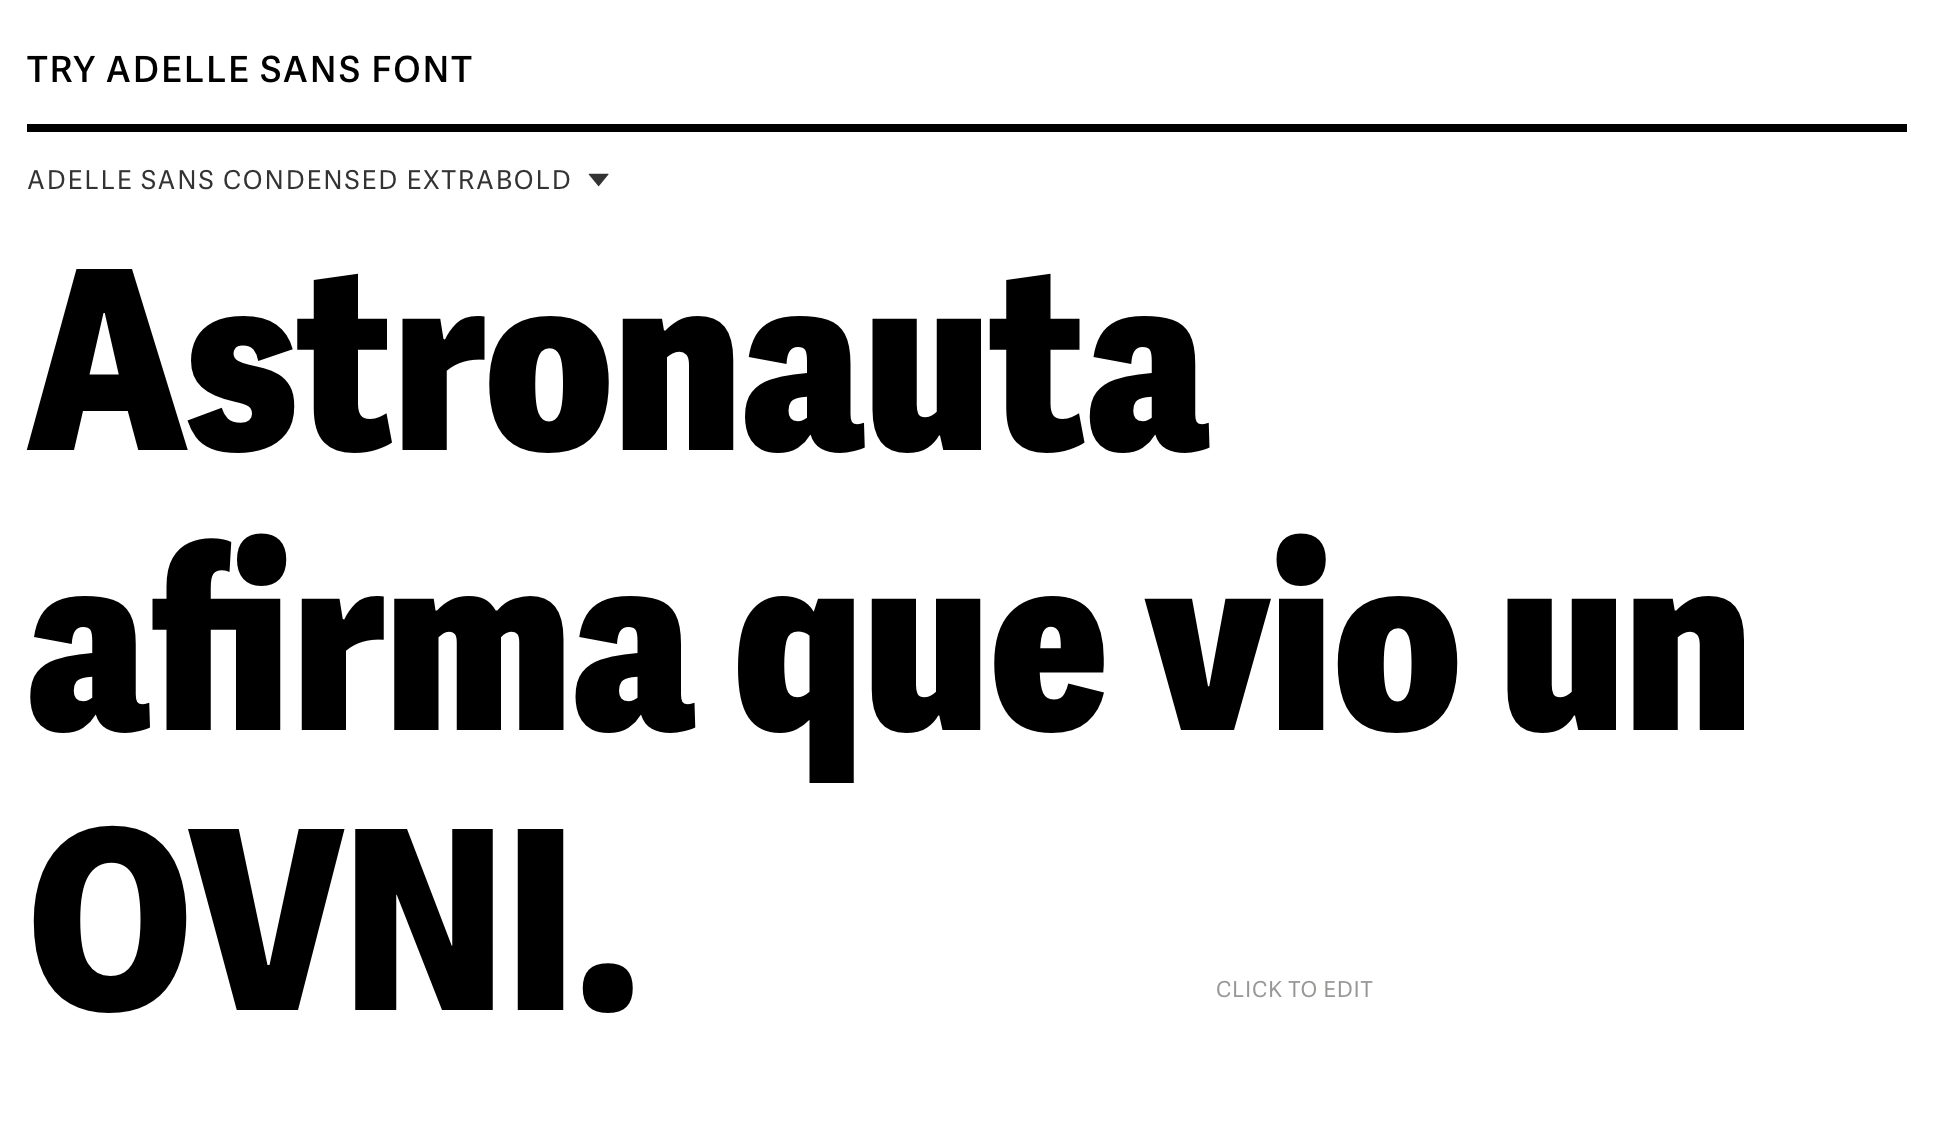 TRY ADELLE SANS FONT
ADELLE SANS CONDENSED EXTRABOLD
Astronauta
afirma que vio un
OVNI.
CLICK TO EDIT